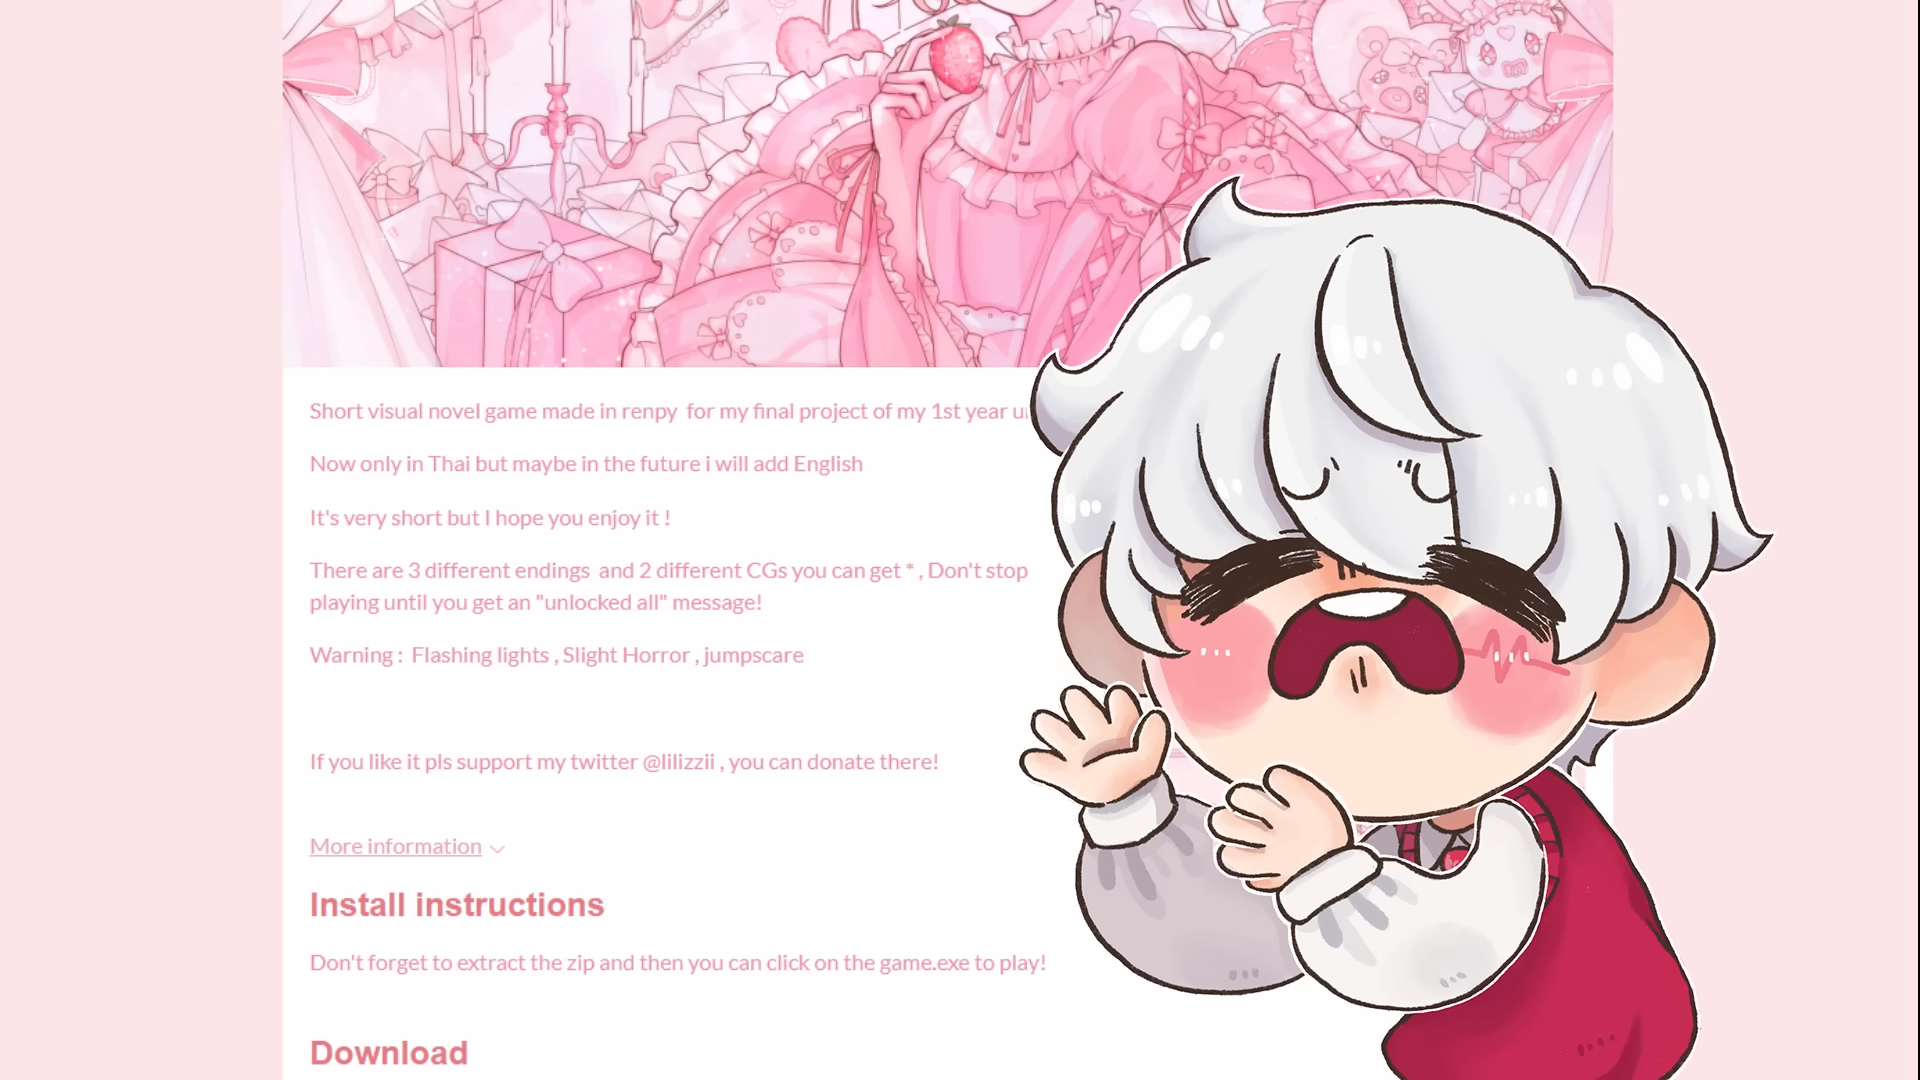 Short visual novel game made in renpy for my final project of my 1st year
Now only in Thai but maybe in the future i will add English
It's very short but I hope you enjoy it !
There are 3 different endings and 2 different CGs you can get * , Don't stop
playing until you get an "unlocked all" message!
Warning : Flashing lights , Slight Horror , jumpscare
If you like it pls support my twitter @lilizzii , you can donate there!
More information
Install instructions
Don't forget to extract the zip and then you can click on the game.exe to play!
Download